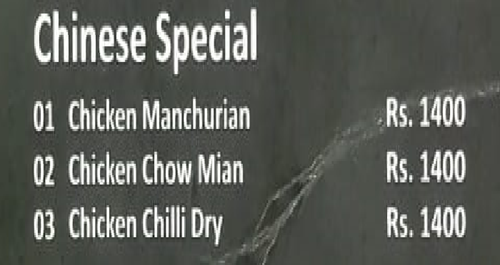 Chinese Special
01 Chicken Manchurian Rs. 1400
02 Chicken Chow Mian Rs. 1400
03 Chicken Chilli Dry Rs. 1400